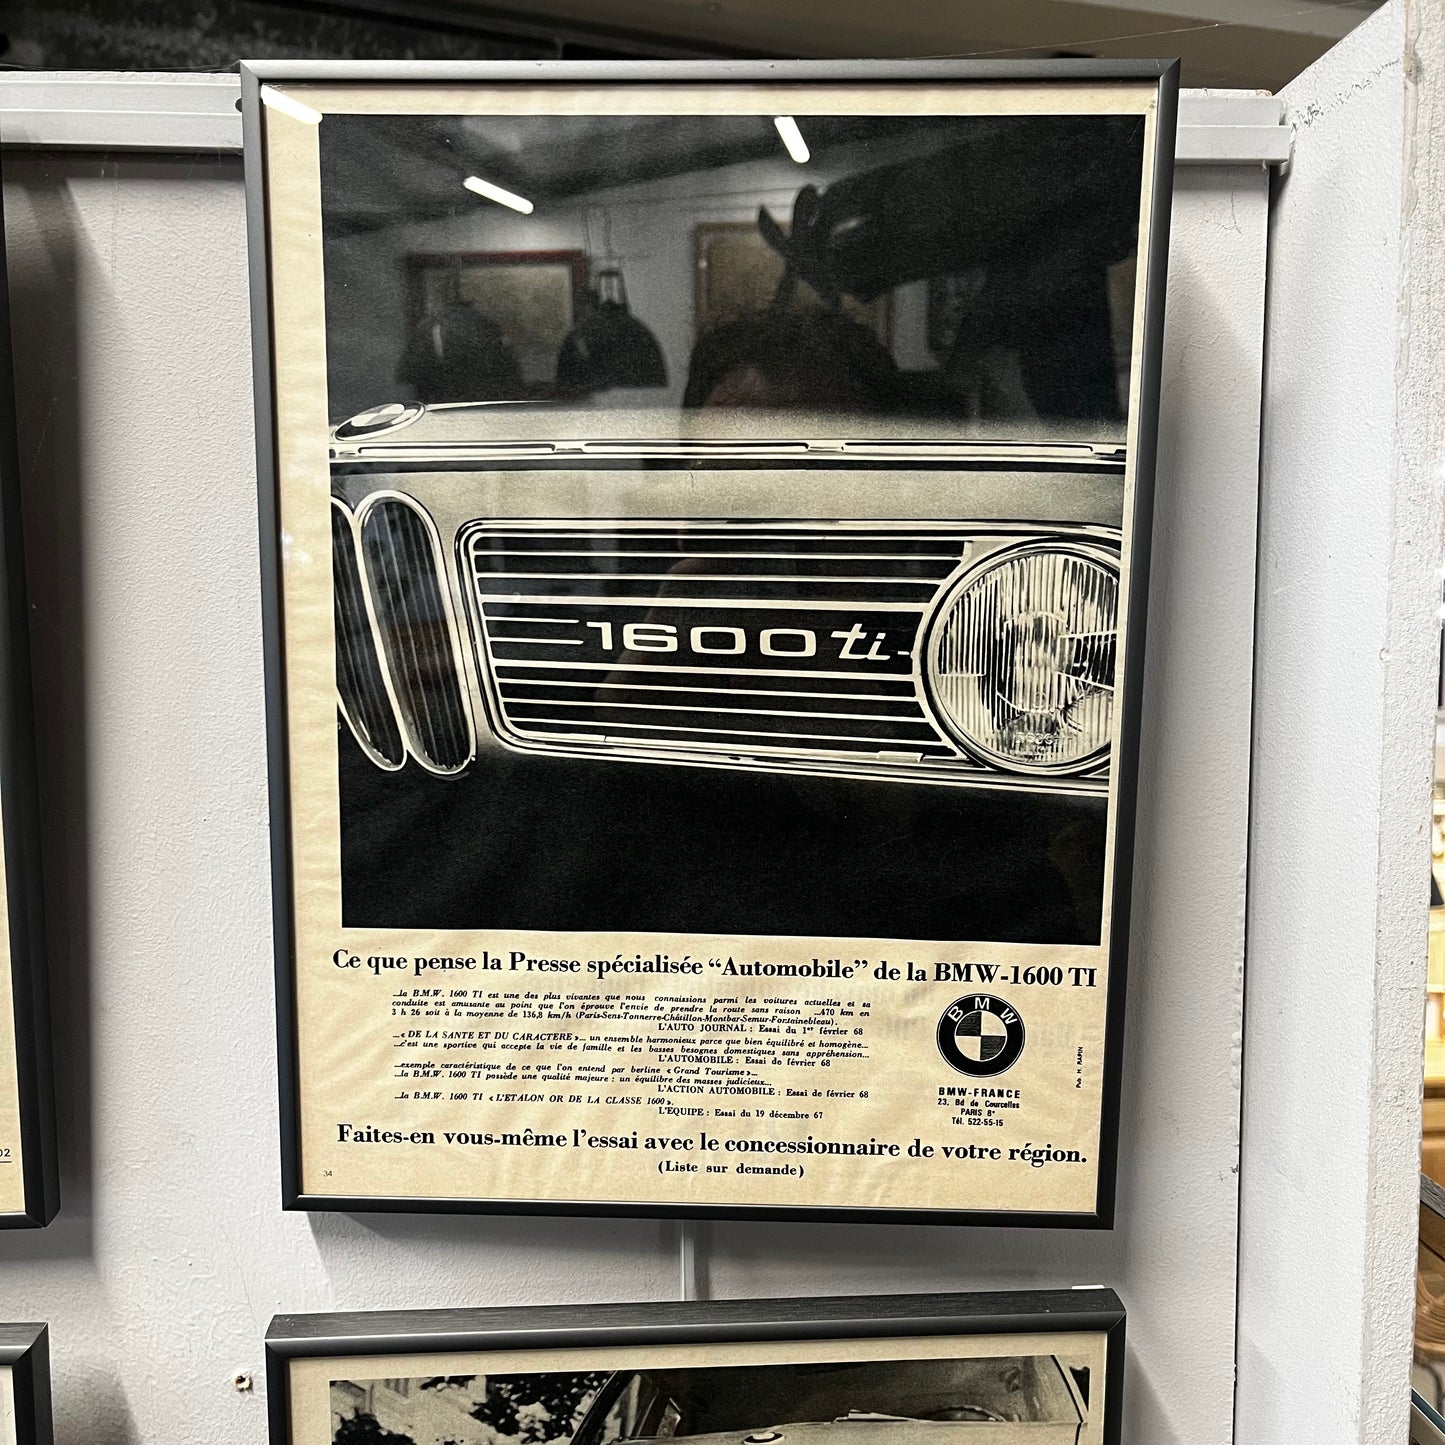 1600 ti
Ce que pense la Presse spécialisée “Automobile” de la BMW-1600 TI
...la B.M.W. 1600 TI est une des plus vivantes que nous connaissions parmi les voitures actuelles et sa
conduite est amusante au point que l'on éprouve l'envie de prendre la route sans raison ...470 km en
3 h 26 soit à la moyenne de 136,8 km/h (Paris-Sens-Tonnerre-Châtillon-Montbar-Semur-Fontainebleau).
L'AUTO JOURNAL : Essai du 1er février 68
...« DE LA SANTE ET DU CARACTERE »... un ensemble harmonieux parce que bien équilibré et homogène...
...c'est une sportive qui accepte la vie de famille et les basses besognes domestiques sans appréhension...
L'AUTOMOBILE : Essai de février 68
...exemple caractéristique de ce que l'on entend par berline « Grand Tourisme »...
...la B.M.W. 1600 TI possède une qualité majeure : un équilibre des masses judicieux...
L'ACTION AUTOMOBILE : Essai de février 68
...la B.M.W. 1600 TI « L'ETALON OR DE LA CLASSE 1600 ».
L'EQUIPE : Essai du 19 décembre 67
BMW
BMW-FRANCE
23, Bd de Courcelles
PARIS 8e
Tél. 522-55-15
Pub. H. RAPIN
Faites-en vous-même l'essai avec le concessionnaire de votre région.
(Liste sur demande)
34
02